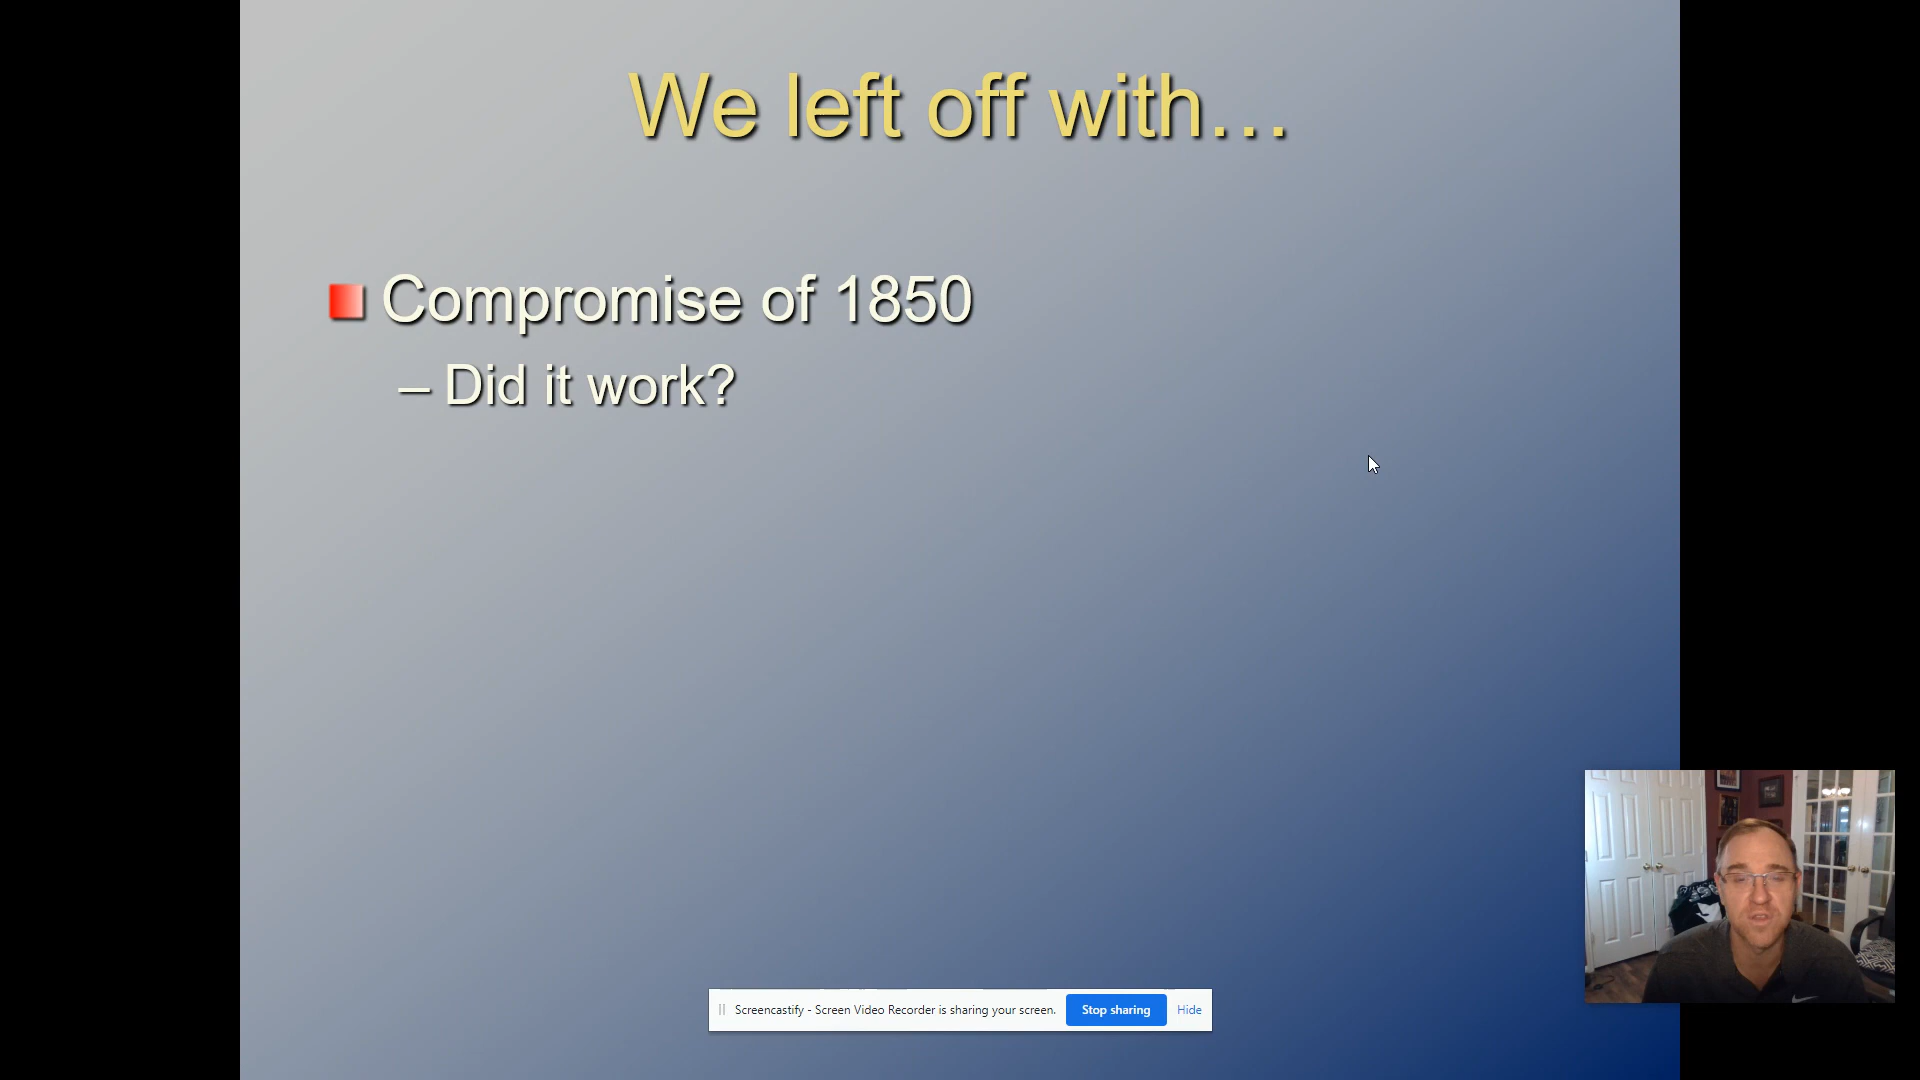 We left off with…
Compromise of 1850
– Did it work?
Screencastify - Screen Video Recorder is sharing your screen.
Stop sharing
Hide